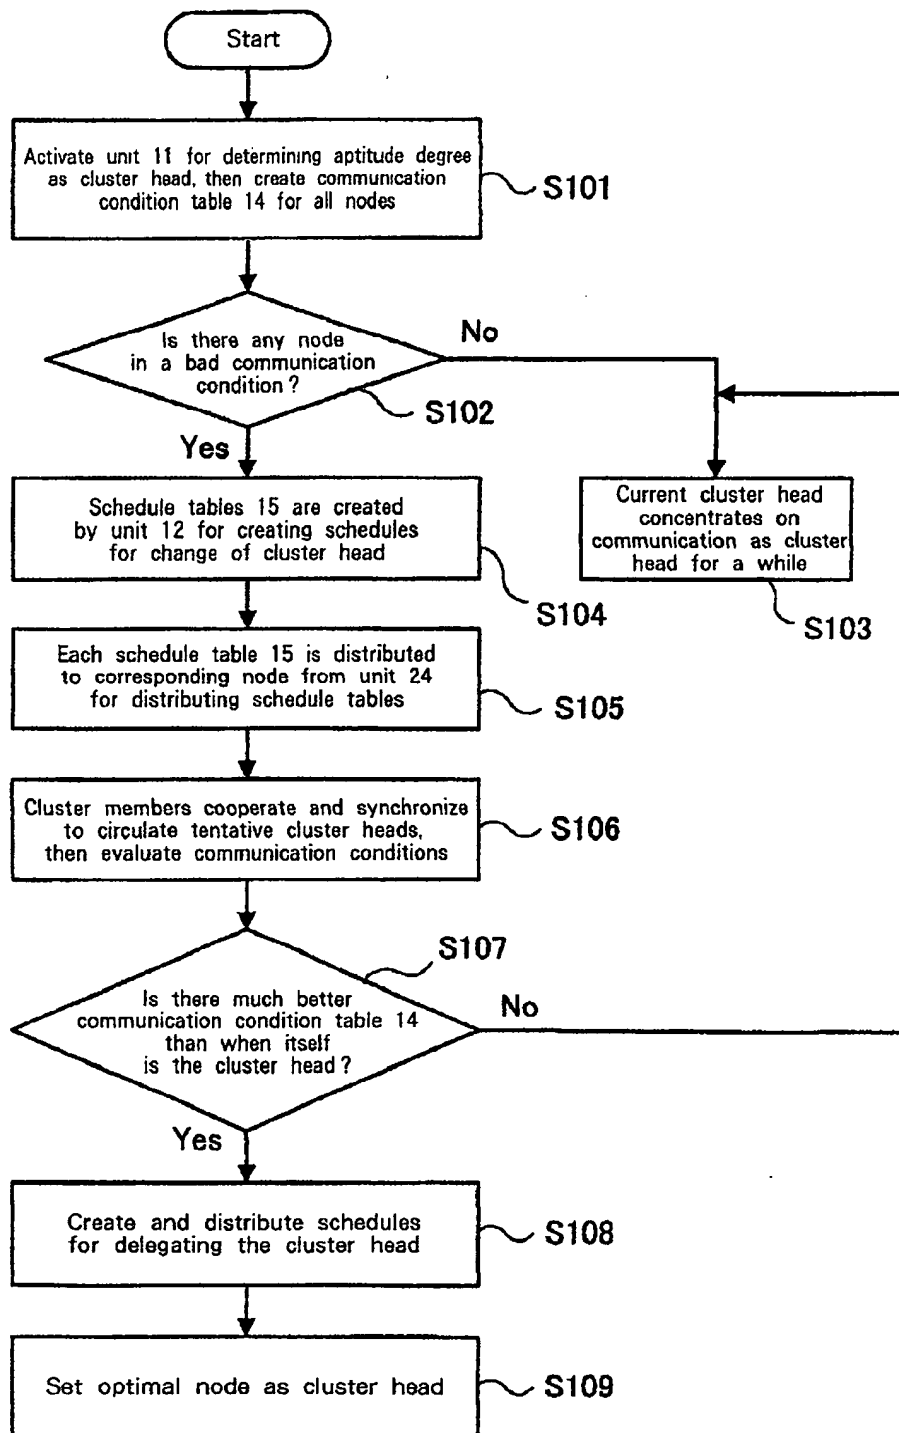 Start
Activate unit 11 for determining aptitude degree
as cluster head, then create communication
condition table 14 for all nodes
S101
Is there any node
in a bad communication
condition?
No
S102
Yes
Schedule tables 15 are created
by unit 12 for creating schedules
for change of cluster head
S104
Current cluster head
concentrates on
communication as cluster
head for a while
S103
Each schedule table 15 is distributed
to corresponding node from unit 24
for distributing schedule tables
S105
Cluster members cooperate and synchronize
to circulate tentative cluster heads,
then evaluate communication conditions
S106
S107
Is there much better
communication condition table 14
than when itself
is the cluster head?
No
Yes
Create and distribute schedules
for delegating the cluster head
S108
Set optimal node as cluster head
S109